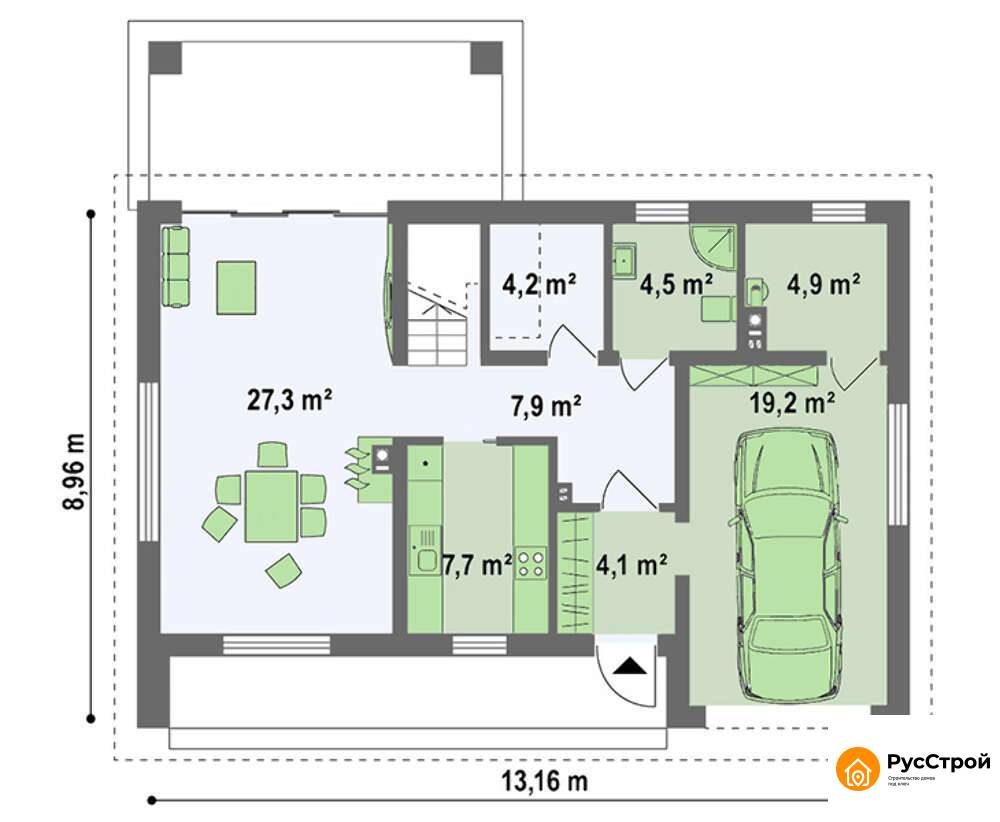 4,2 m²
4,5 m²
4,9 m²
27,3 m²
7,9 m²
19,2 m²
8,96 m
7,7 m²
4,1 m²
13,16 m
РусСтрой
Строительство домов
под ключ